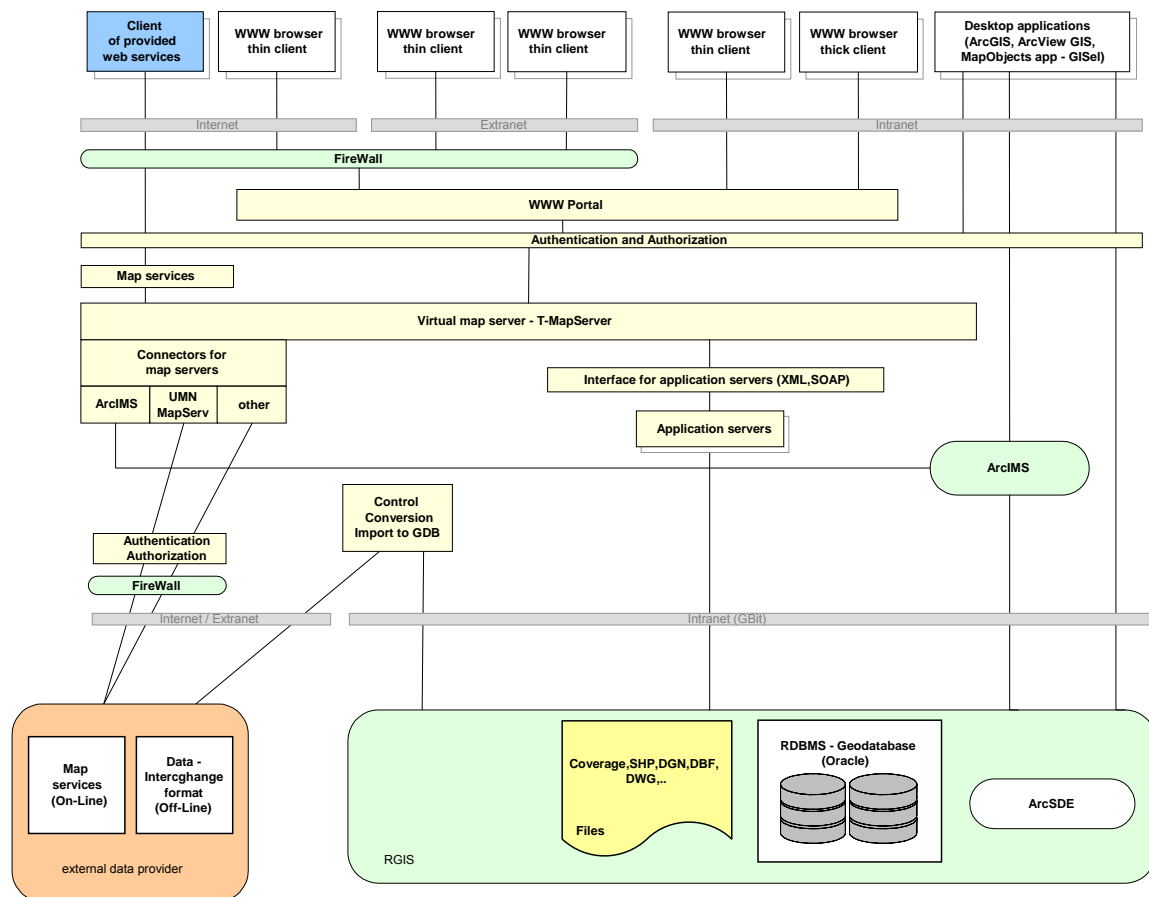 Client
of provided
web services
WWW browser
thin client
WWW browser
thin client
WWW browser
thin client
WWW browser
thin client
WWW browser
thick client
Desktop applications
(ArcGIS, ArcView GIS,
MapObjects app - GISel)
Internet
Extranet
Intranet
FireWall
WWW Portal
Authentication and Authorization
Map services
Virtual map server - T-MapServer
Connectors for
map servers
ArcIMS
UMN
MapServ
other
Interface for application servers (XML,SOAP)
Application servers
ArcIMS
Control
Conversion
Import to GDB
Authentication
Authorization
FireWall
Internet / Extranet
Intranet (GBit)
Map
services
(On-Line)
Data -
Intercghange
format
(Off-Line)
external data provider
Coverage,SHP,DGN,DBF,
DWG,..
Files
RDBMS - Geodatabase
(Oracle)
ArcSDE
RGIS